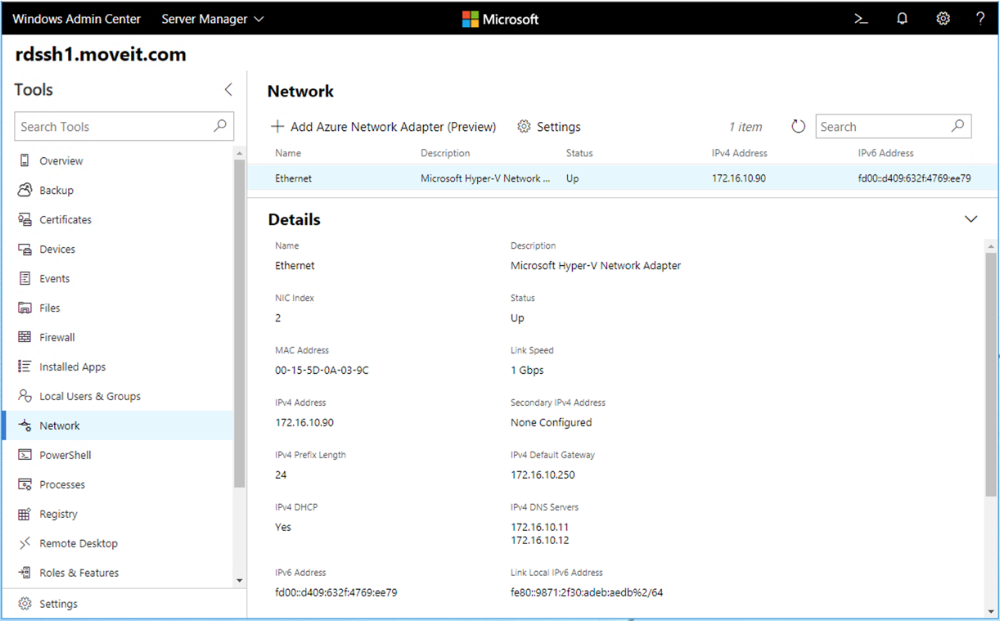 Windows Admin Center Server Manager Microsoft >_ ?
rdssh1.moveit.com
Tools
Search Tools
Overview
Backup
Certificates
Devices
Events
Files
Firewall
Installed Apps
Local Users & Groups
Network
PowerShell
Processes
Registry
Remote Desktop
Roles & Features
Settings
Network
Add Azure Network Adapter (Preview) Settings 1 item Search
Name Description Status IPv4 Address IPv6 Address
Ethernet Microsoft Hyper-V Network ... Up 172.16.10.90 fd00::d409:632f:4769:ee79
Details
Name Description
Ethernet Microsoft Hyper-V Network Adapter
NIC Index Status
2 Up
MAC Address Link Speed
00-15-5D-0A-03-9C 1 Gbps
IPv4 Address Secondary IPv4 Address
172.16.10.90 None Configured
IPv4 Prefix Length IPv4 Default Gateway
24 172.16.10.250
IPv4 DHCP IPv4 DNS Servers
Yes 172.16.10.11
172.16.10.12
IPv6 Address Link Local IPv6 Address
fd00::d409:632f:4769:ee79 fe80::9871:2f30:adeb:aedb%2/64